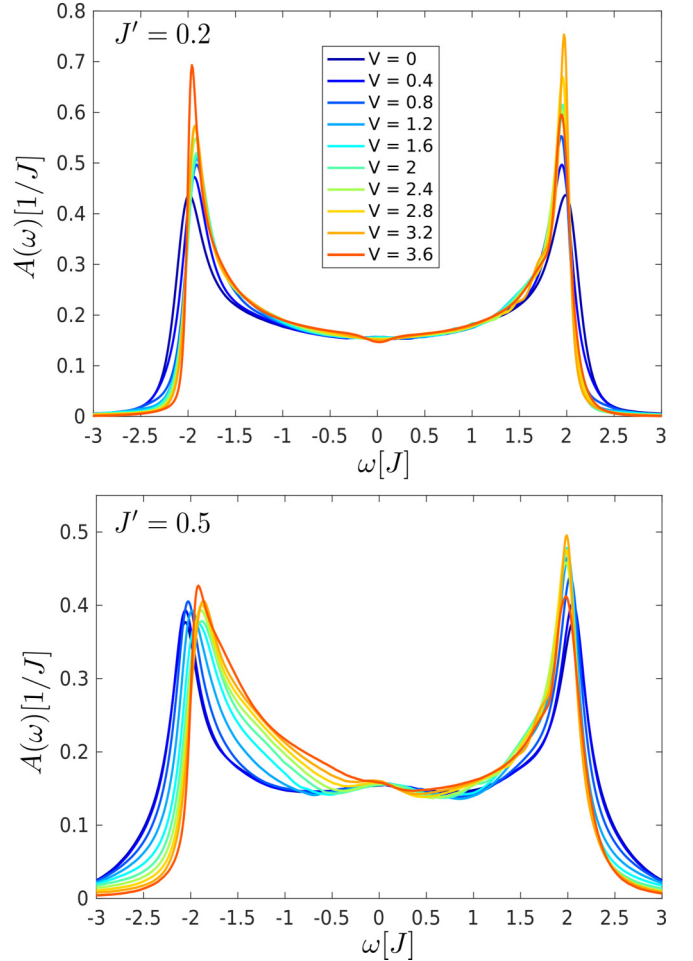 J′ = 0.2
A(ω)[1/J]
0.8
0.7
0.6
0.5
0.4
0.3
0.2
0.1
0
V = 0
V = 0.4
V = 0.8
V = 1.2
V = 1.6
V = 2
V = 2.4
V = 2.8
V = 3.2
V = 3.6
-3 -2.5 -2 -1.5 -1 -0.5 0 0.5 1 1.5 2 2.5 3
ω[J]
J′ = 0.5
A(ω)[1/J]
0.5
0.4
0.3
0.2
0.1
0
-3 -2.5 -2 -1.5 -1 -0.5 0 0.5 1 1.5 2 2.5 3
ω[J]